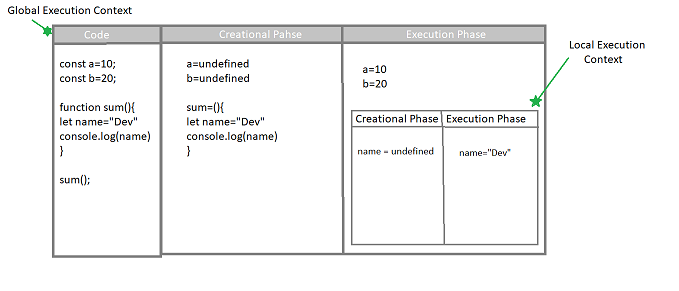 Global Execution Context
Code
Creational Pahse
Execution Phase
Local Execution
Context
const a=10;
const b=20;
function sum(){
let name="Dev"
console.log(name)
}
sum();
a=undefined
b=undefined
sum=(){
let name="Dev"
console.log(name)
}
a=10
b=20
Creational Phase
Execution Phase
name = undefined
name="Dev"